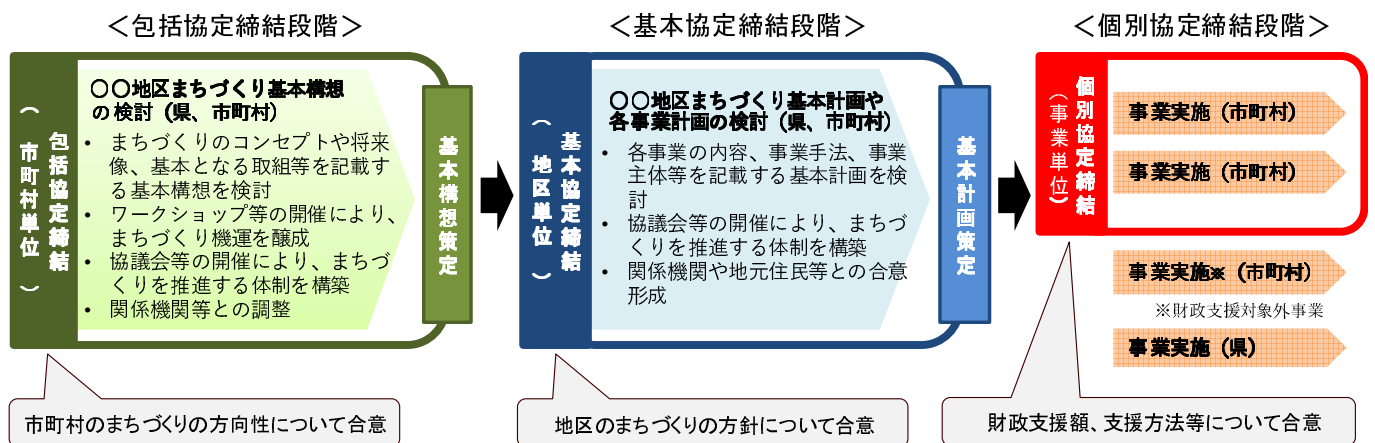 ＜包括協定締結段階＞
包括協定締結
（市町村単位）
〇〇地区まちづくり基本構想
の検討（県、市町村）
• まちづくりのコンセプトや将来
像、基本となる取組等を記載す
る基本構想を検討
• ワークショップ等の開催により、
まちづくり機運を醸成
• 協議会等の開催により、まちづ
くりを推進する体制を構築
• 関係機関等との調整
基本構想策定
市町村のまちづくりの方向性について合意
＜基本協定締結段階＞
基本協定締結
（地区単位）
〇〇地区まちづくり基本計画や
各事業計画の検討（県、市町村）
• 各事業の内容、事業手法、事業
主体等を記載する基本計画を検
討
• 協議会等の開催により、まちづ
くりを推進する体制を構築
• 関係機関や地元住民等との合意
形成
基本計画策定
地区のまちづくりの方針について合意
＜個別協定締結段階＞
個別協定締結
（事業単位）
事業実施（市町村）
事業実施（市町村）
事業実施※（市町村）
※財政支援対象外事業
事業実施（県）
財政支援額、支援方法等について合意